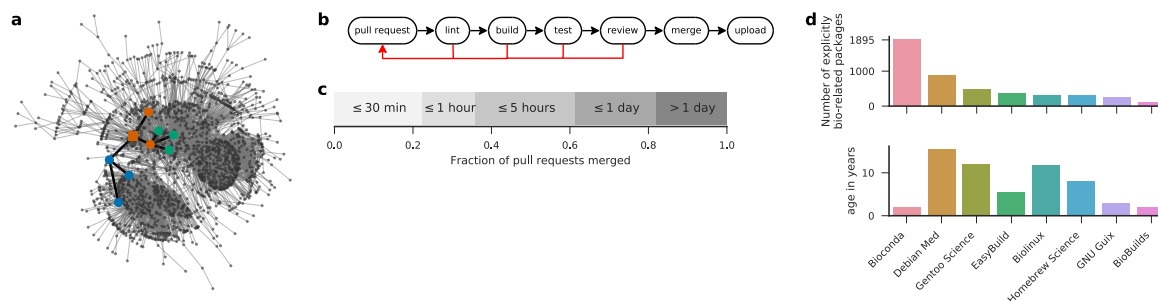 a
b
pull request
lint
build
test
review
merge
upload
c
≤ 30 min
≤ 1 hour
≤ 5 hours
≤ 1 day
> 1 day
0.0
0.2
0.4
0.6
0.8
1.0
Fraction of pull requests merged
d
Number of explicitly
bio-related packages
1895
1000
0
age in years
10
0
Bioconda
Debian Med
Gentoo Science
EasyBuild
Biolinux
Homebrew Science
GNU Guix
BioBuilds